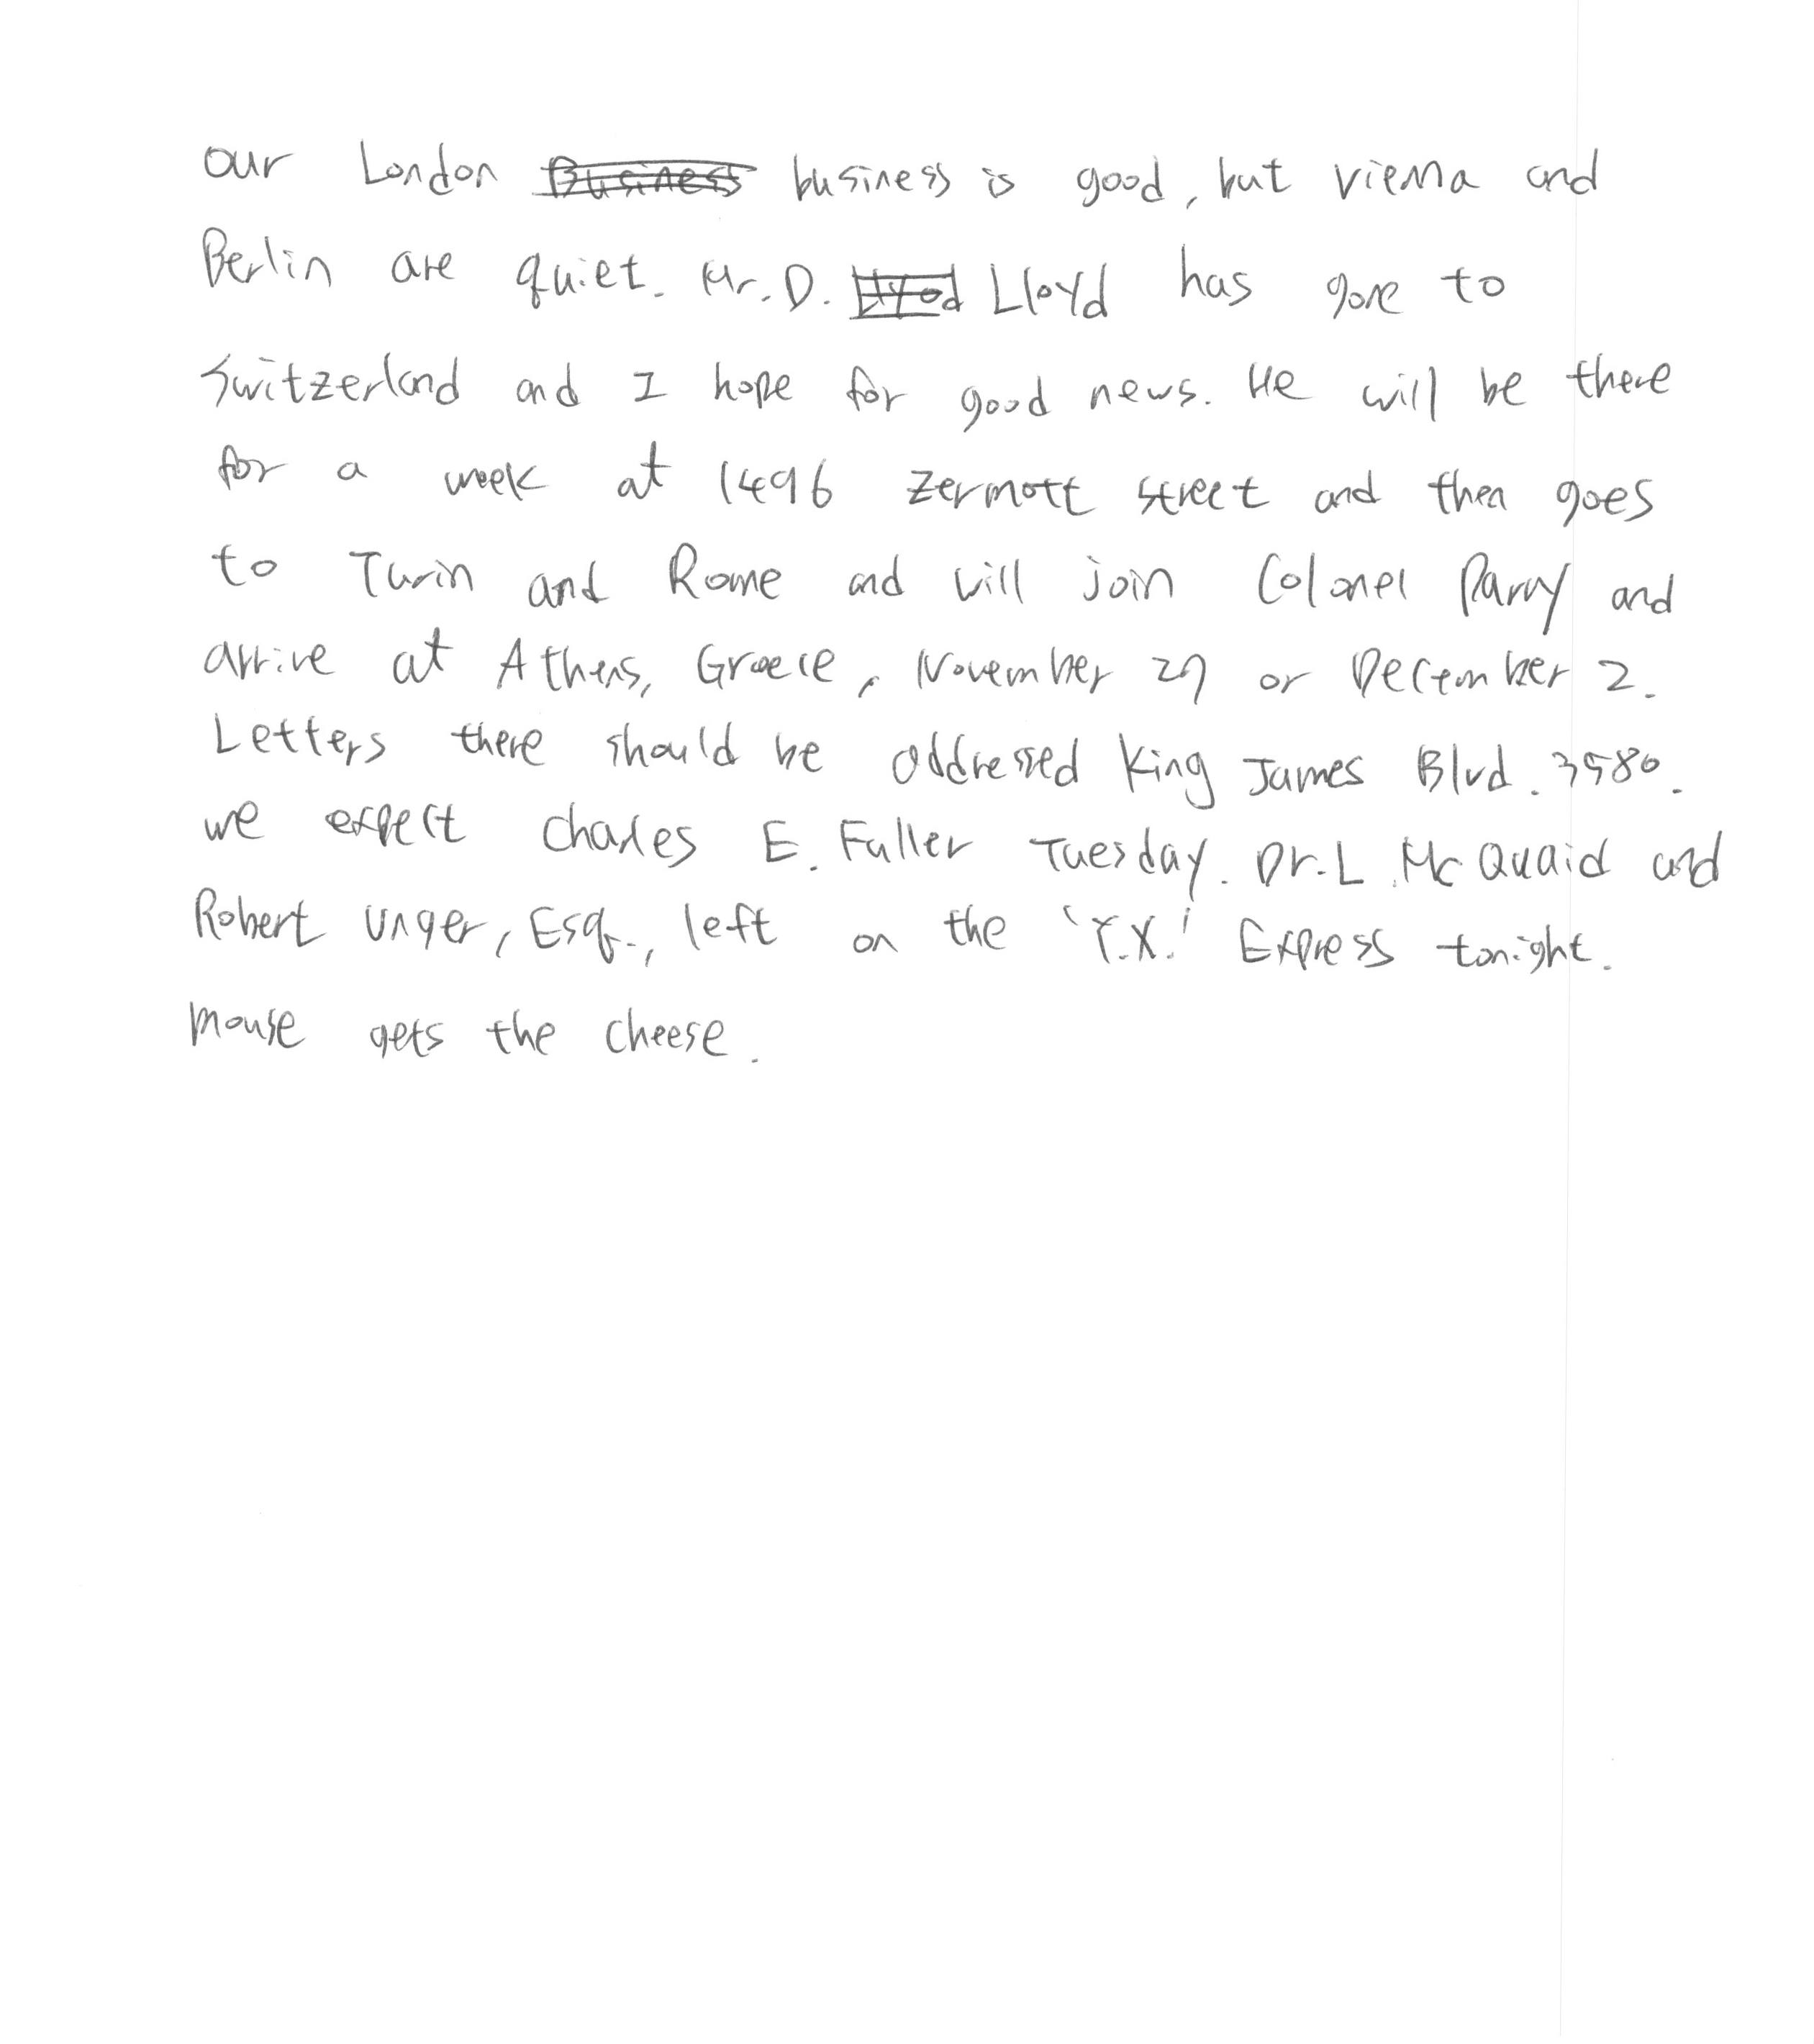 Our London business is good, but Vienna and
Berlin are quiet. Mr. D. Lloyd has gone to
Switzerland and I hope for good news. He will be there
for a week at 1496 Zermott Street and then goes
to Turin and Rome and will join Colonel Parry and
arrive at Athens, Greece, November 27 or December 2.
Letters there should be addressed King James Blvd. 3580.
We expect Charles E. Fuller Tuesday. Dr. L. McQuaid and
Robert Unger, Esq., left on the 'Y.X.' Express tonight.
Mouse gets the cheese.